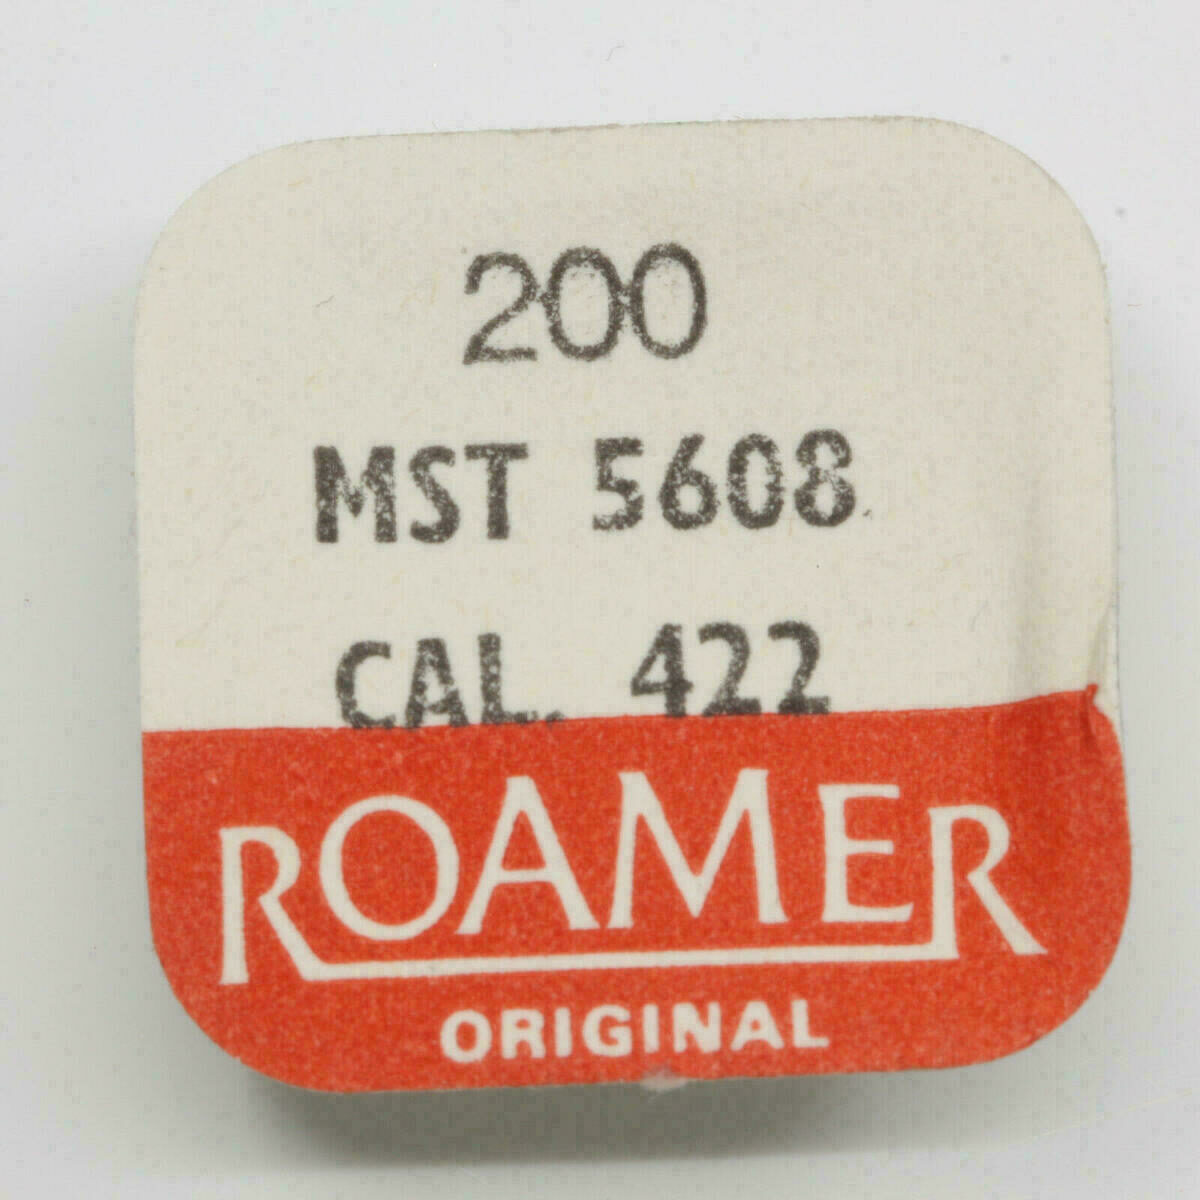 200
MST 5608
CAL. 422
ROAMER
ORIGINAL